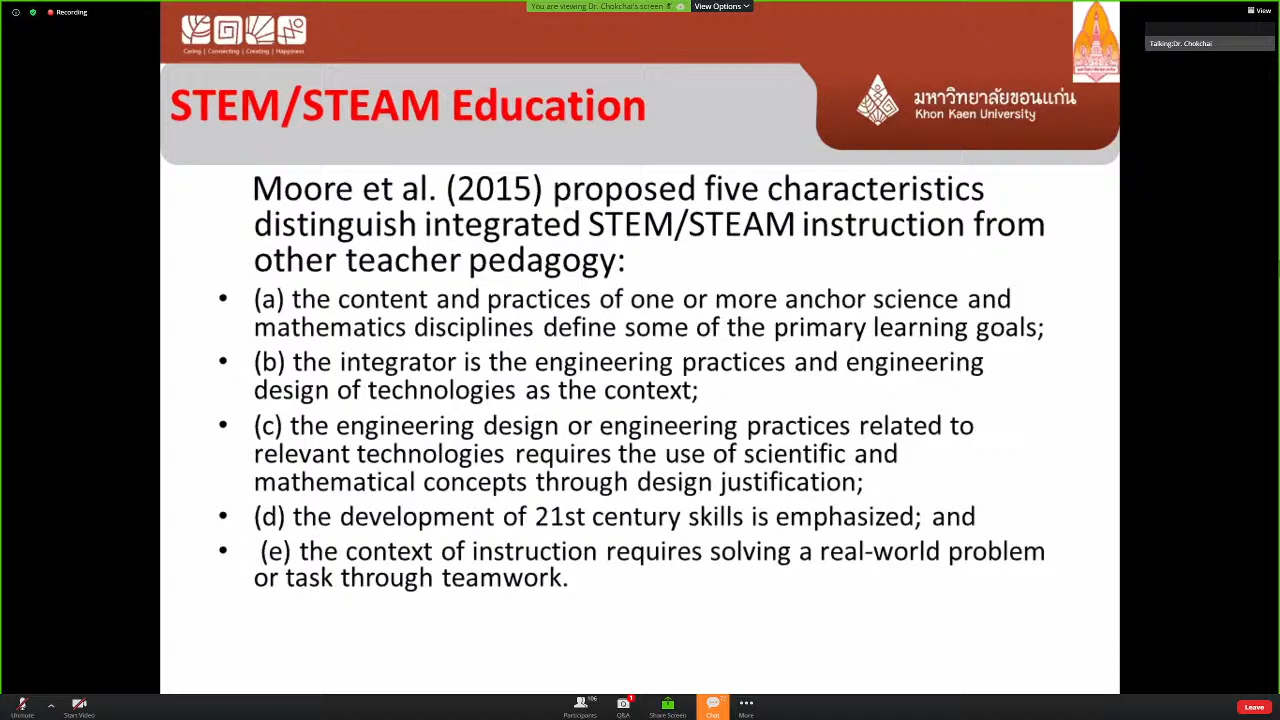 Recording
You are viewing Dr. Chokchai's screen
View Options
View
Talking:Dr. Chokchai
Caring | Connecting | Creating | Happiness
STEM/STEAM Education
มหาวิทยาลัยขอนแก่น
Khon Kaen University
Moore et al. (2015) proposed five characteristics
distinguish integrated STEM/STEAM instruction from
other teacher pedagogy:
• (a) the content and practices of one or more anchor science and
mathematics disciplines define some of the primary learning goals;
• (b) the integrator is the engineering practices and engineering
design of technologies as the context;
• (c) the engineering design or engineering practices related to
relevant technologies requires the use of scientific and
mathematical concepts through design justification;
• (d) the development of 21st century skills is emphasized; and
• (e) the context of instruction requires solving a real-world problem
or task through teamwork.
Unmute
Start Video
106
Participants
1
Q&A
Share Screen
Chat
More
Leave